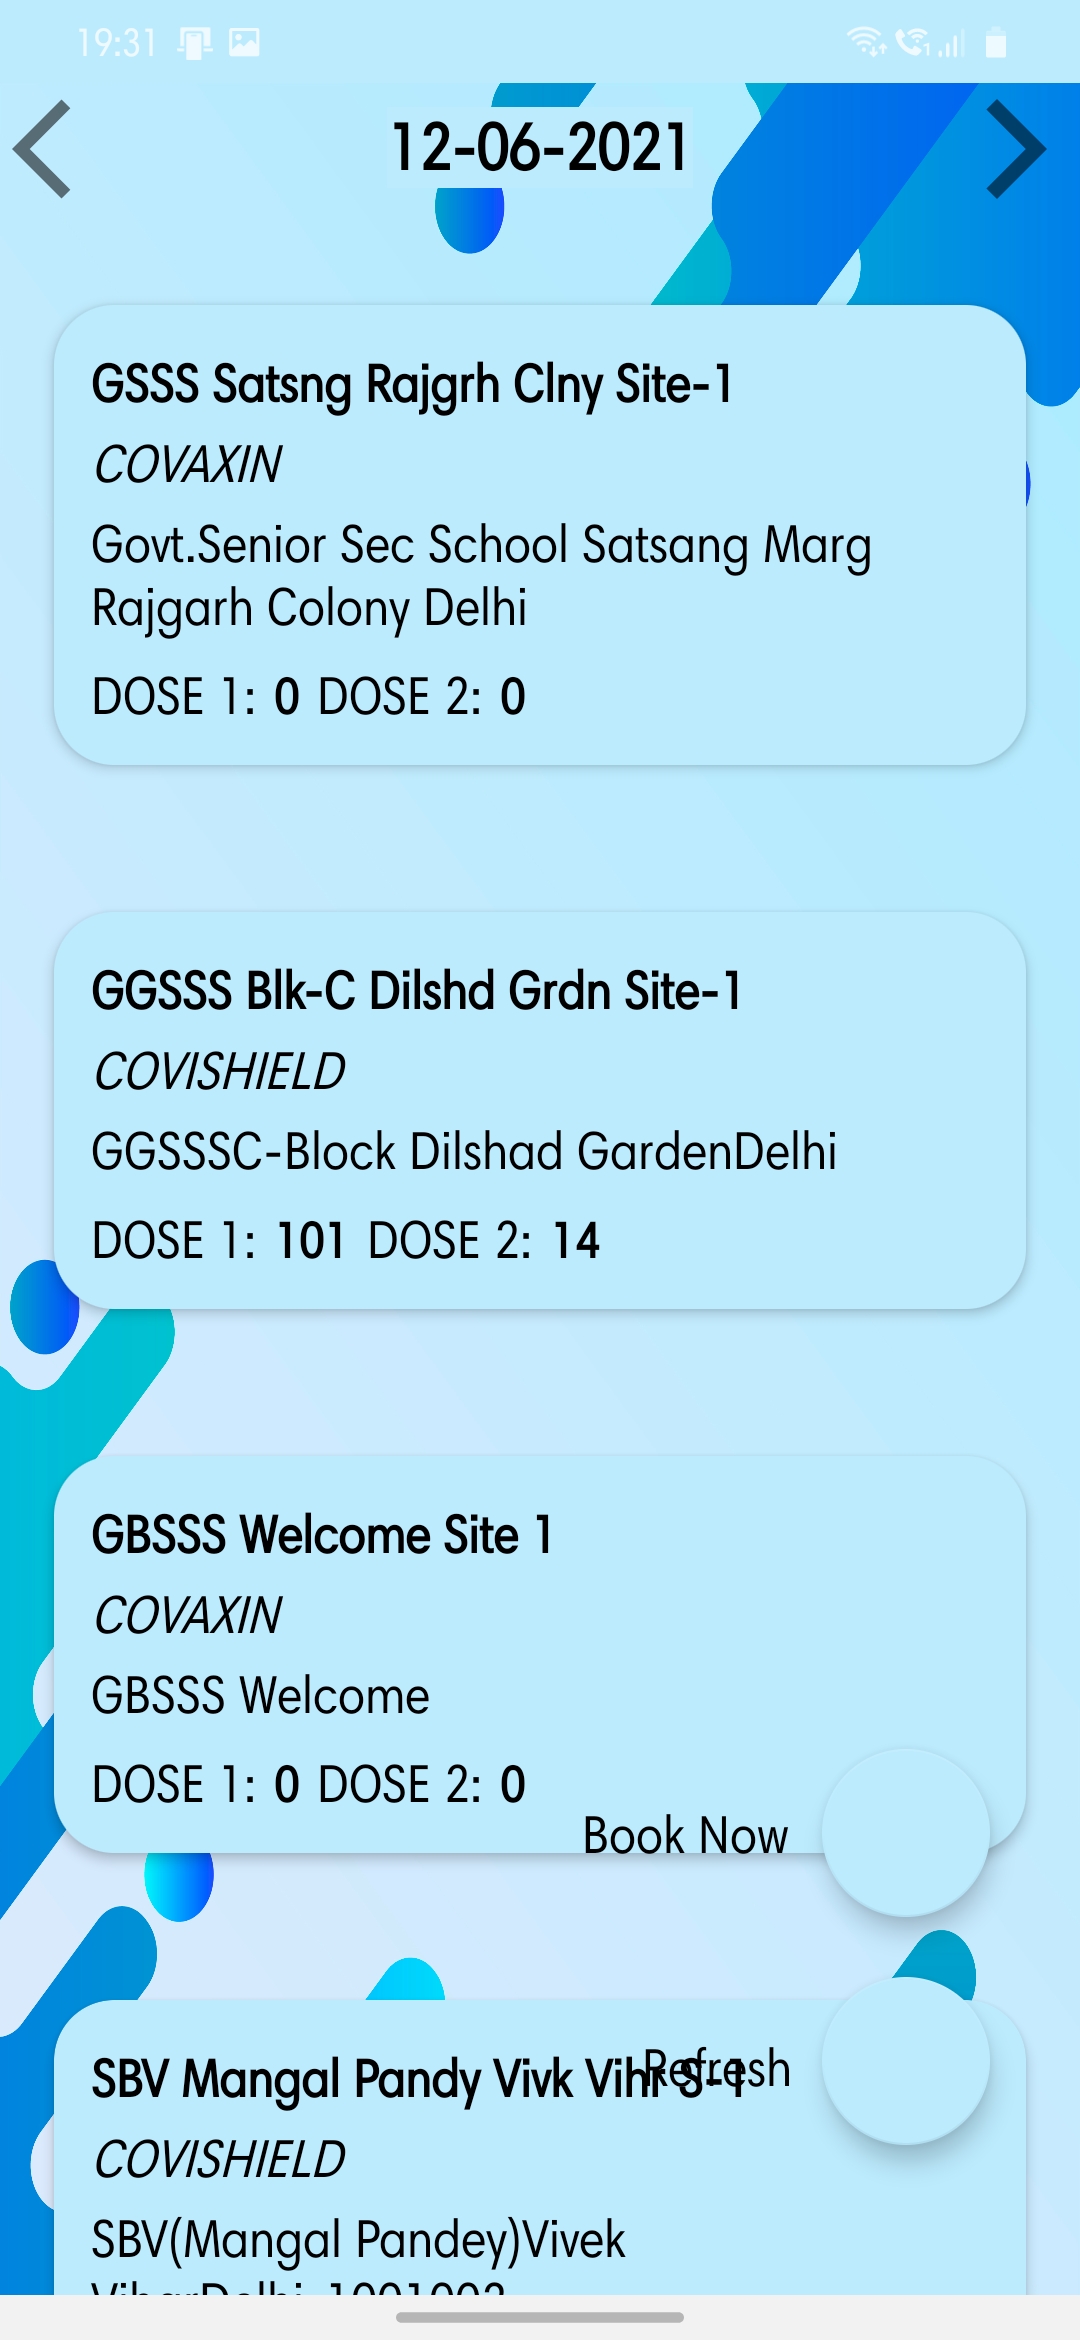 19:31
12-06-2021
GSSS Satsng Rajgrh Clny Site-1
COVAXIN
Govt.Senior Sec School Satsang Marg
Rajgarh Colony Delhi
DOSE 1: 0 DOSE 2: 0
GGSSS Blk-C Dilshd Grdn Site-1
COVISHIELD
GGSSSC-Block Dilshad GardenDelhi
DOSE 1: 101 DOSE 2: 14
GBSSS Welcome Site 1
COVAXIN
GBSSS Welcome
DOSE 1: 0 DOSE 2: 0
Book Now
SBV Mangal Pandy Vivk Vihr S-1
Refresh
COVISHIELD
SBV(Mangal Pandey)Vivek